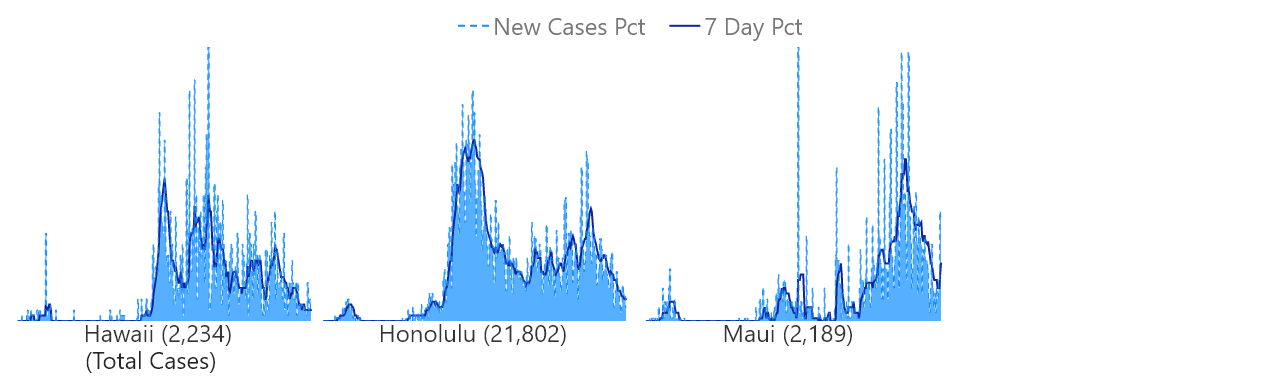 New Cases Pct 7 Day Pct
Hawaii (2,234) Honolulu (21,802) Maui (2,189)
(Total Cases)